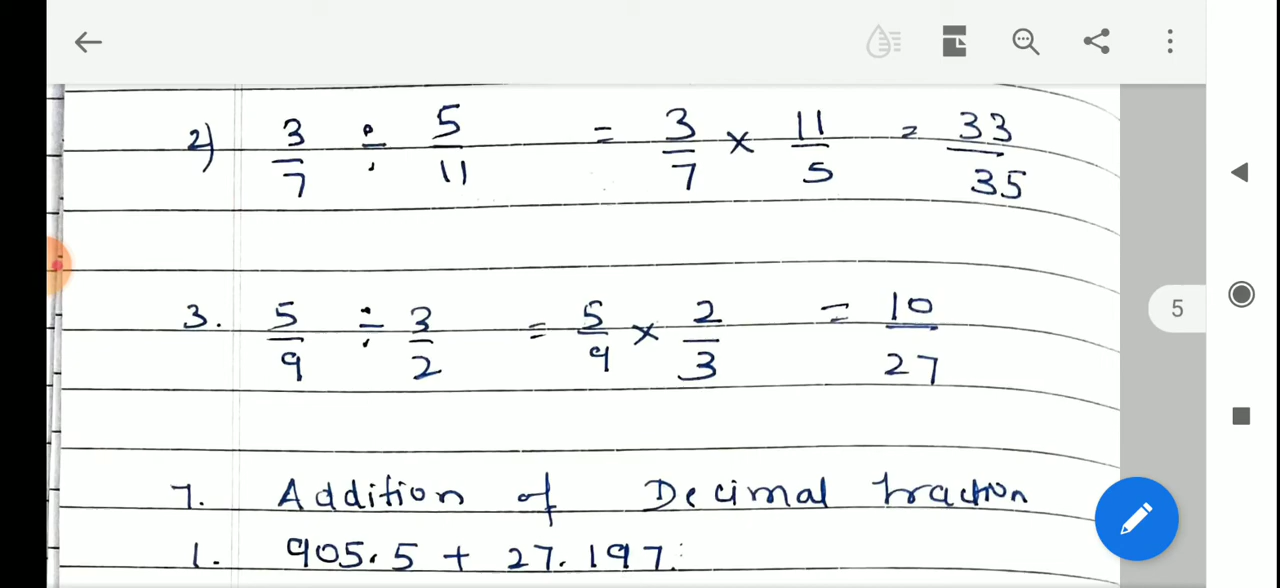 2) 3/7 ÷ 5/11 = 3/7 × 11/5 = 33/35
3. 5/9 ÷ 3/2 = 5/9 × 2/3 = 10/27
5
7. Addition of Decimal fraction
1. 905.5 + 27.197